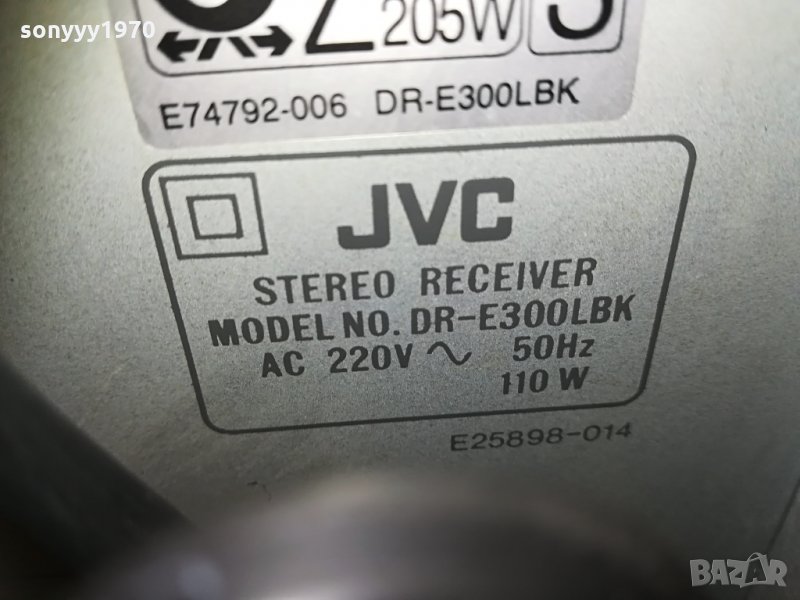 sonyyy1970
205W
E74792-006 DR-E300LBK
JVC
STEREO RECEIVER
MODEL NO. DR-E300LBK
AC 220V ∿ 50Hz
110 W
E25898-014
BAZAR